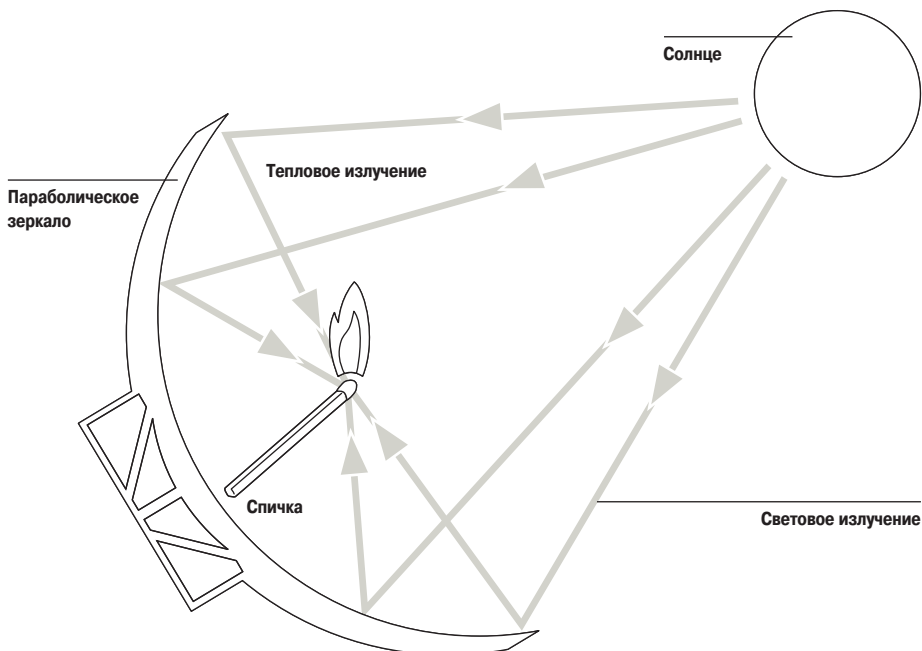 Солнце
Тепловое излучение
Параболическое
зеркало
Спичка
Световое излучение